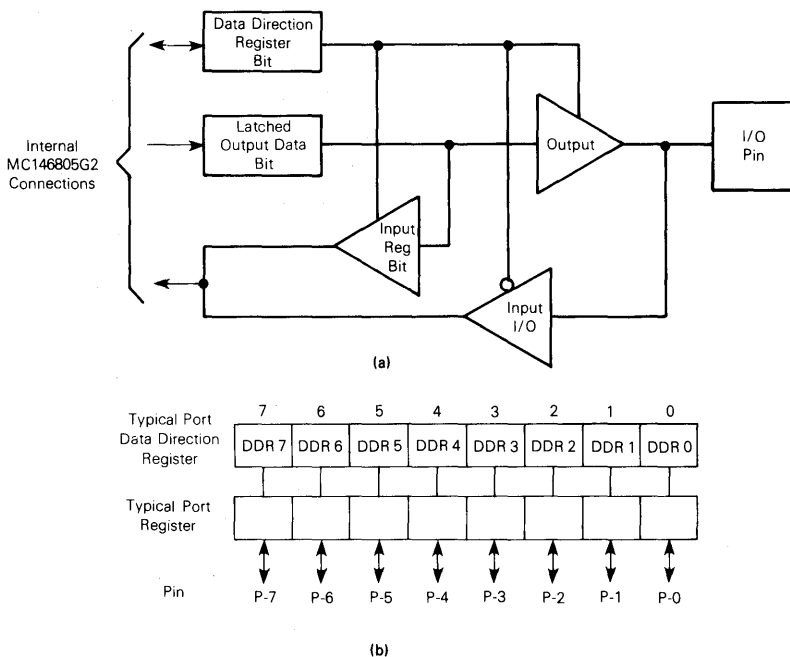 Data Direction
Register
Bit
Internal
MC146805G2
Connections
Latched
Output Data
Bit
Output
I/O
Pin
Input
Reg
Bit
Input
I/O
(a)
Typical Port
Data Direction
Register
7 6 5 4 3 2 1 0
DDR 7 DDR 6 DDR 5 DDR 4 DDR 3 DDR 2 DDR 1 DDR 0
Typical Port
Register
Pin
P-7 P-6 P-5 P-4 P-3 P-2 P-1 P-0
(b)